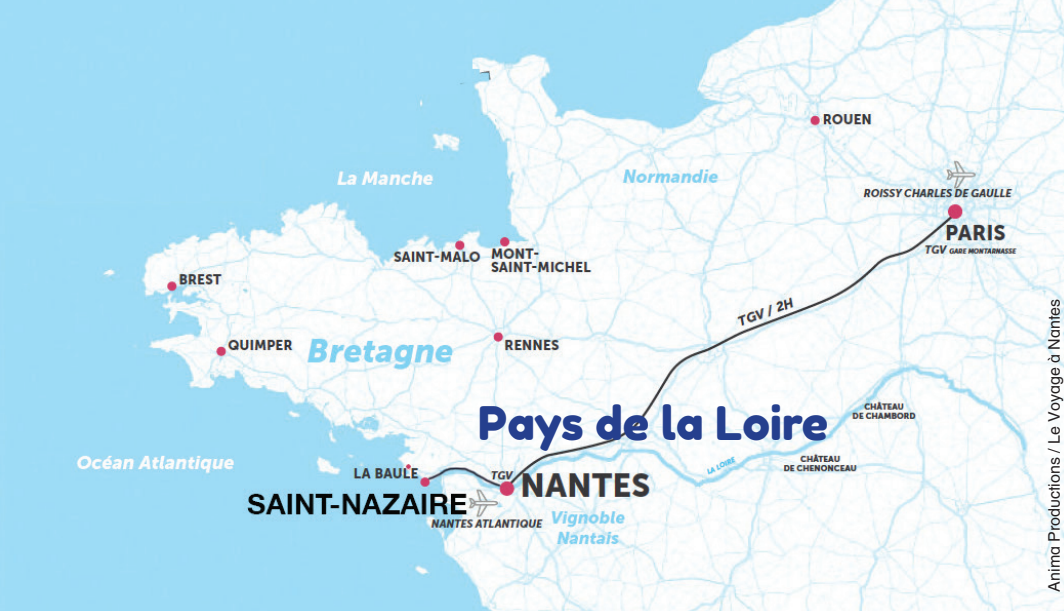 ROUEN
La Manche
Normandie
ROISSY CHARLES DE GAULLE
PARIS
TGV GARE MONTARNASSE
SAINT-MALO
MONT-
SAINT-MICHEL
BREST
TGV / 2H
QUIMPER
Bretagne
RENNES
Pays de la Loire
CHÂTEAU
DE CHAMBORD
Océan Atlantique
LA BAULE
TGV
NANTES
LA LOIRE
CHÂTEAU
DE CHENONCEAU
SAINT-NAZAIRE
NANTES ATLANTIQUE
Vignoble
Nantais
Anima Productions / Le Voyage à Nantes